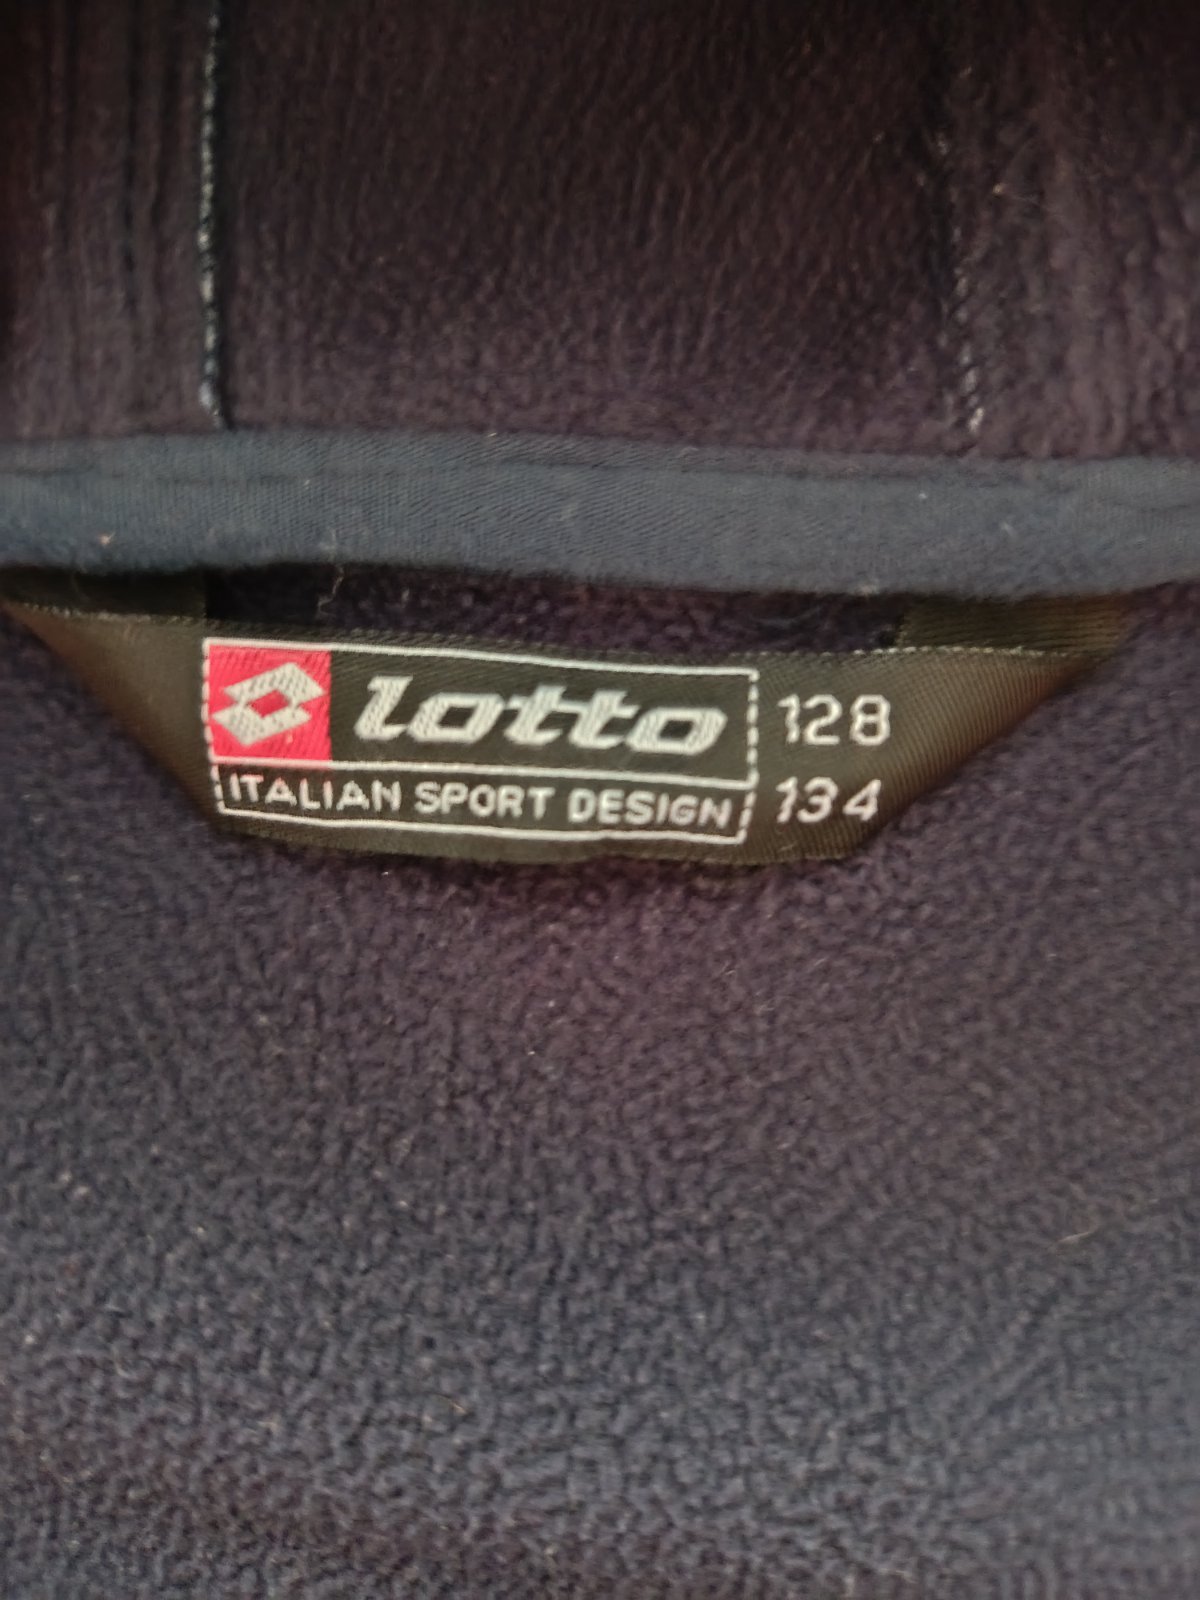 lotto
ITALIAN SPORT DESIGN
128
134